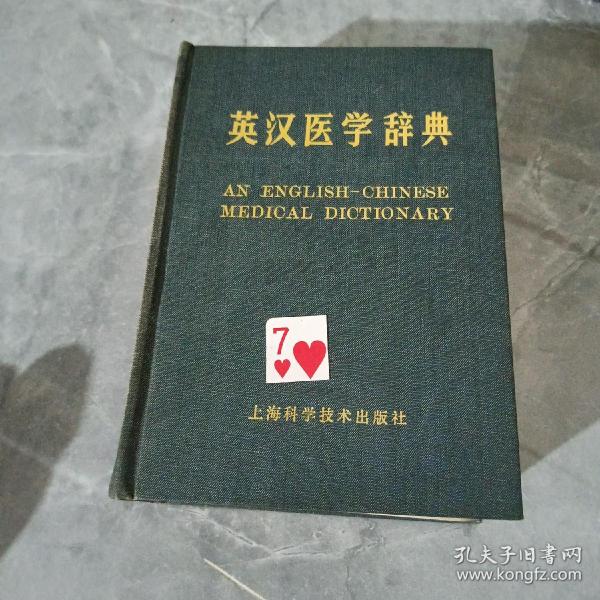 英汉医学辞典
AN ENGLISH-CHINESE
MEDICAL DICTIONARY
7
上海科学技术出版社
孔夫子旧书网
www.kongfz.com